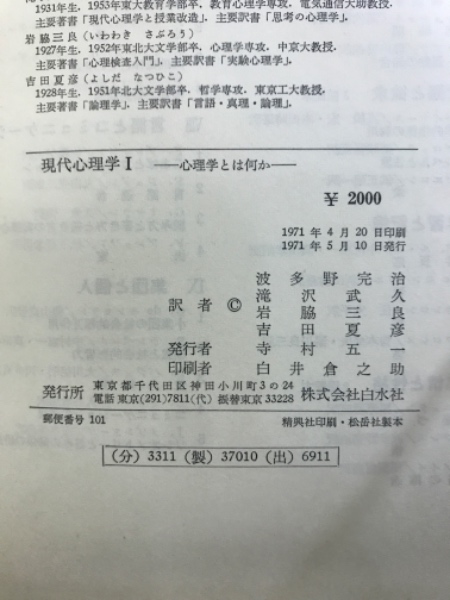 1931年生．1953年東大教育学部卒．教育心理学専攻．電気通信大助教授．
主要著書「現代心理学と授業改造」．主要訳書「思考の心理学」．
岩脇三良（いわわき さぶろう）
1927年生．1952年東北大文学部卒．心理学専攻．中京大教授．
主要著書「心理検査入門」．主要訳書「実験心理学」．
吉田夏彦（よしだ なつひこ）
1928年生．1951年東北大文学部卒．哲学専攻．東京工大教授．
主要著書「論理学」．主要訳書「言語・真理・論理」．
現代心理学Ⅰ ――心理学とは何か――
￥ 2000
1971 年 4 月 20 日印刷
1971 年 5 月 10 日発行
訳者 ©
波多野完治
滝沢武久
岩脇三良
吉田夏彦
発行者 寺村五一
印刷者 白井倉之助
発行所
東京都千代田区神田小川町3の24
電話 東京(291)7811(代) 振替東京 33228
株式会社白水社
郵便番号 101
精興社印刷・松岳社製本
(分) 3311 (製) 37010 (出) 6911